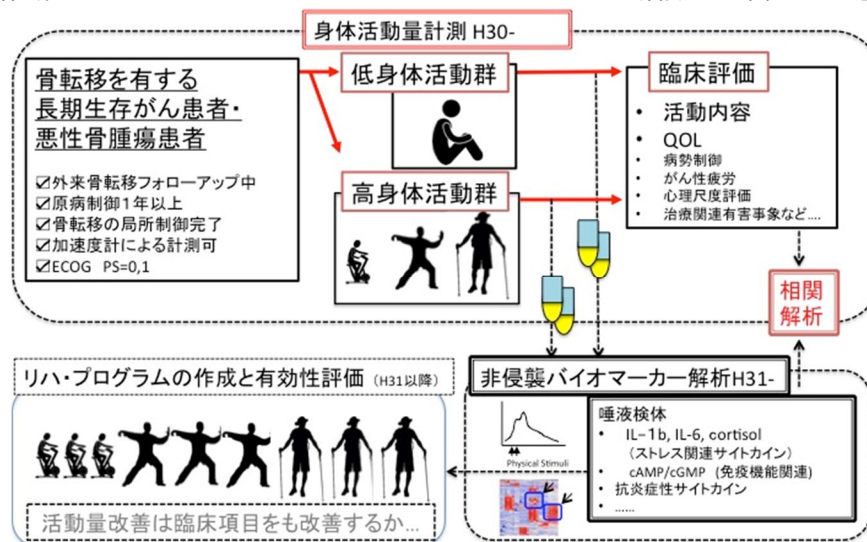 身体活動量計測 H30-
骨転移を有する
長期生存がん患者・
悪性骨腫瘍患者
☑外来骨転移フォローアップ中
☑原病制御1年以上
☑骨転移の局所制御完了
☑加速度計による計測可
☑ECOG PS=0,1
低身体活動群
高身体活動群
臨床評価
• 活動内容
• QOL
• 病勢制御
• がん性疲労
• 心理尺度評価
• 治療関連有害事象など....
相関
解析
リハ・プログラムの作成と有効性評価（H31以降）
活動量改善は臨床項目をも改善するか...
非侵襲バイオマーカー解析H31-
Physical Stimuli
唾液検体
• IL-1b, IL-6, cortisol
（ストレス関連サイトカイン）
• cAMP/cGMP (免疫機能関連)
• 抗炎症性サイトカイン
• ......